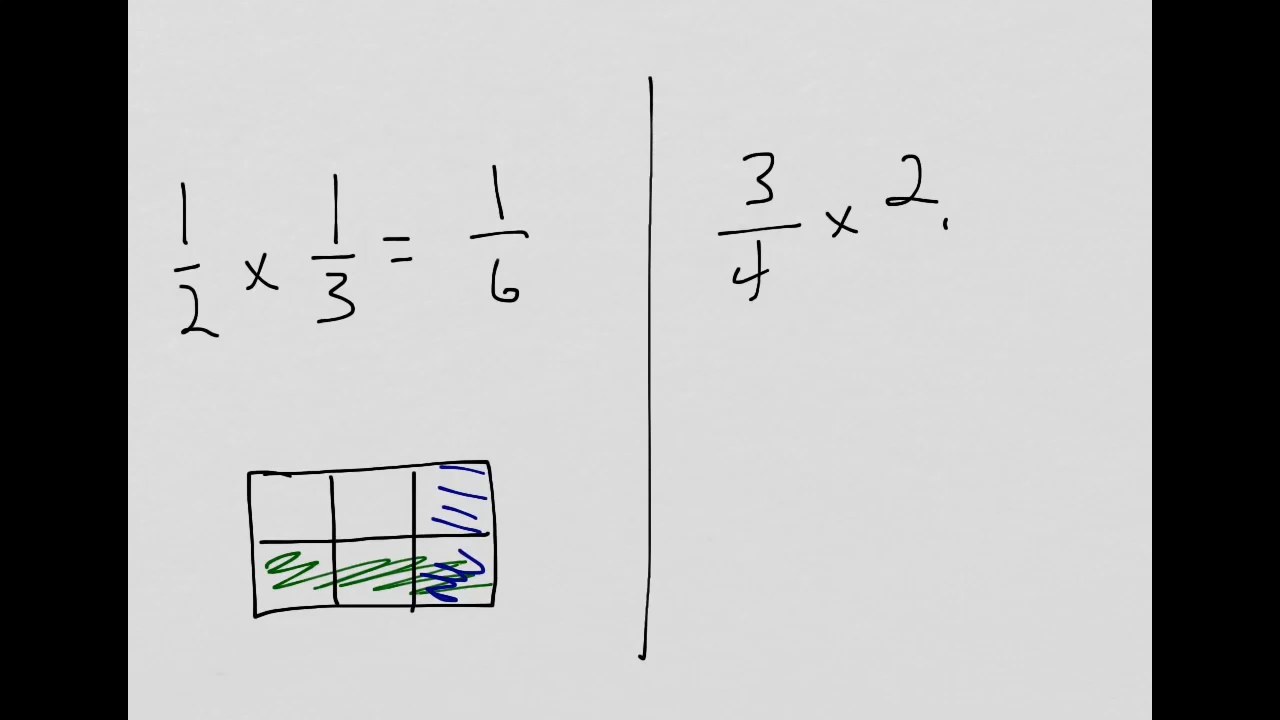 1/2 x 1/3 = 1/6
3/4 x 2